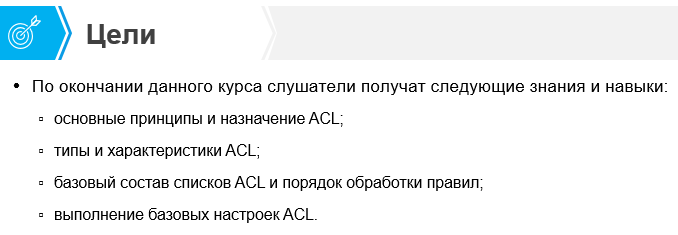 Цели
• По окончании данного курса слушатели получат следующие знания и навыки:
▫ основные принципы и назначение ACL;
▫ типы и характеристики ACL;
▫ базовый состав списков ACL и порядок обработки правил;
▫ выполнение базовых настроек ACL.